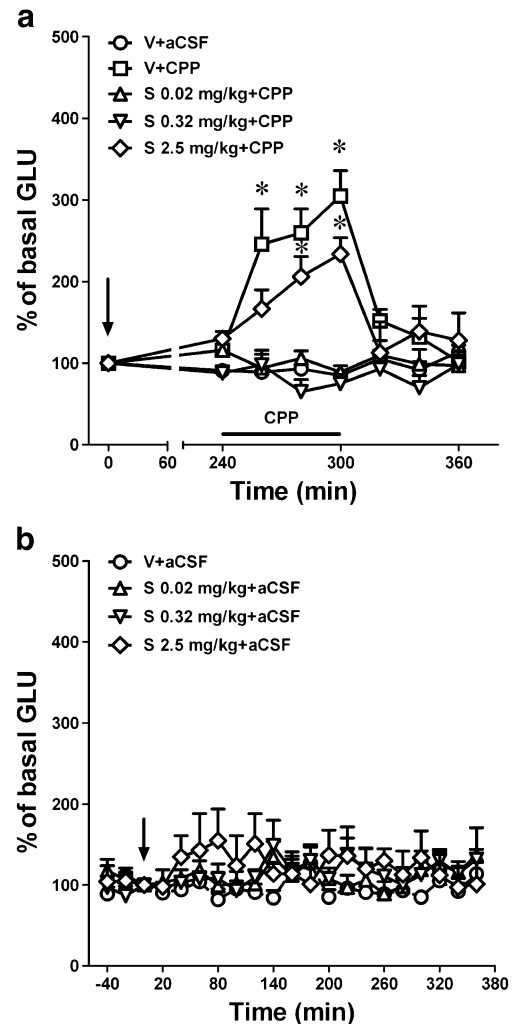 a
500
400
300
200
100
0
% of basal GLU
V+aCSF
V+CPP
S 0.02 mg/kg+CPP
S 0.32 mg/kg+CPP
S 2.5 mg/kg+CPP
*
*
*
*
*
CPP
0 60 240 300 360
Time (min)
b
500
400
300
200
100
0
% of basal GLU
V+aCSF
S 0.02 mg/kg+aCSF
S 0.32 mg/kg+aCSF
S 2.5 mg/kg+aCSF
-40 20 80 140 200 260 320 380
Time (min)